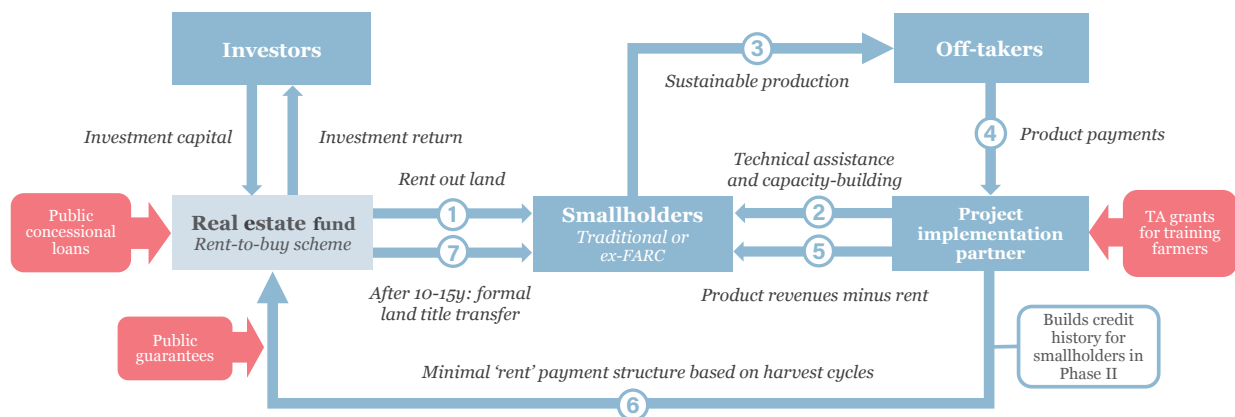 Investors
Off-takers
3
Sustainable production
Investment capital
Investment return
4
Product payments
Technical assistance
and capacity-building
Rent out land
Public
concessional
loans
Real estate fund
Rent-to-buy scheme
1
7
Smallholders
Traditional or
ex-FARC
2
5
Project
implementation
partner
TA grants
for training
farmers
After 10-15y: formal
land title transfer
Product revenues minus rent
Public
guarantees
Builds credit
history for
smallholders in
Phase II
Minimal ‘rent’ payment structure based on harvest cycles
6